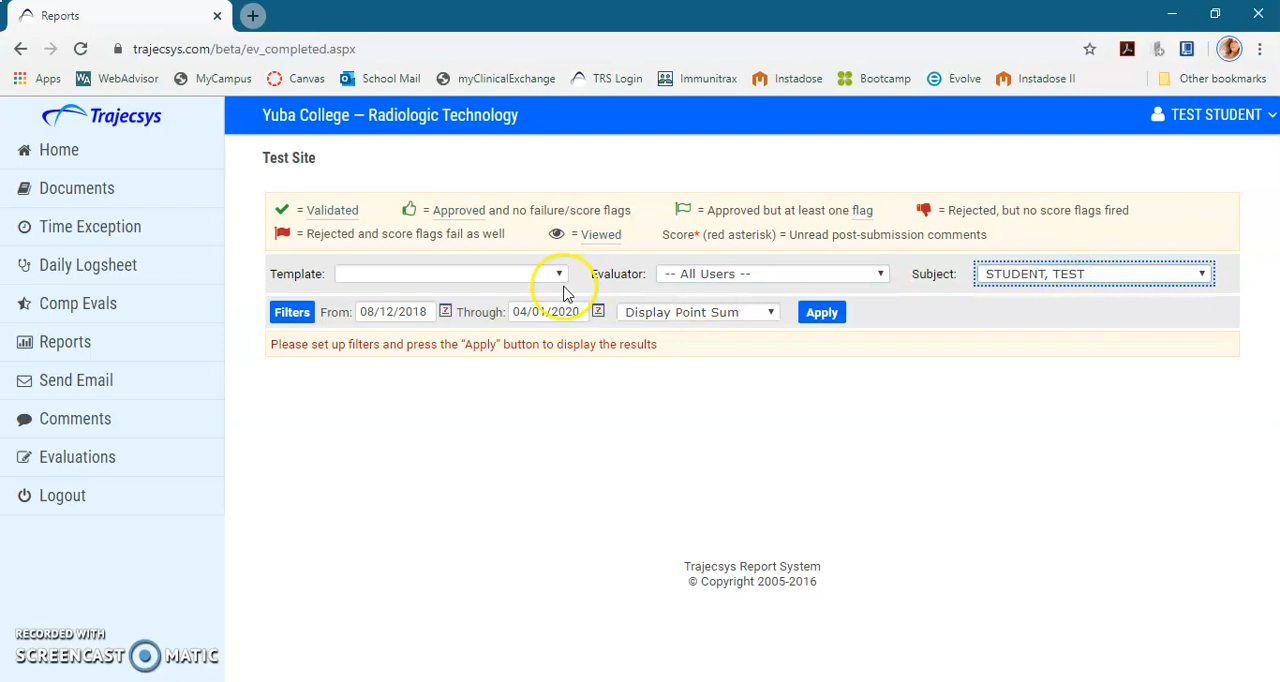 Reports
trajecsys.com/beta/ev_completed.aspx
Apps WebAdvisor MyCampus Canvas School Mail myClinicalExchange TRS Login Immunitrax Instadose Bootcamp Evolve Instadose II Other bookmarks
Trajecsys
Yuba College — Radiologic Technology
TEST STUDENT
Home
Documents
Time Exception
Daily Logsheet
Comp Evals
Reports
Send Email
Comments
Evaluations
Logout
Test Site
= Validated = Approved and no failure/score flags = Approved but at least one flag = Rejected, but no score flags fired
= Rejected and score flags fail as well = Viewed Score* (red asterisk) = Unread post-submission comments
Template: Evaluator: -- All Users -- Subject: STUDENT, TEST
Filters From: 08/12/2018 Through: 04/01/2020 Display Point Sum Apply
Please set up filters and press the "Apply" button to display the results
Trajecsys Report System
© Copyright 2005-2016
RECORDED WITH
SCREENCAST MATIC